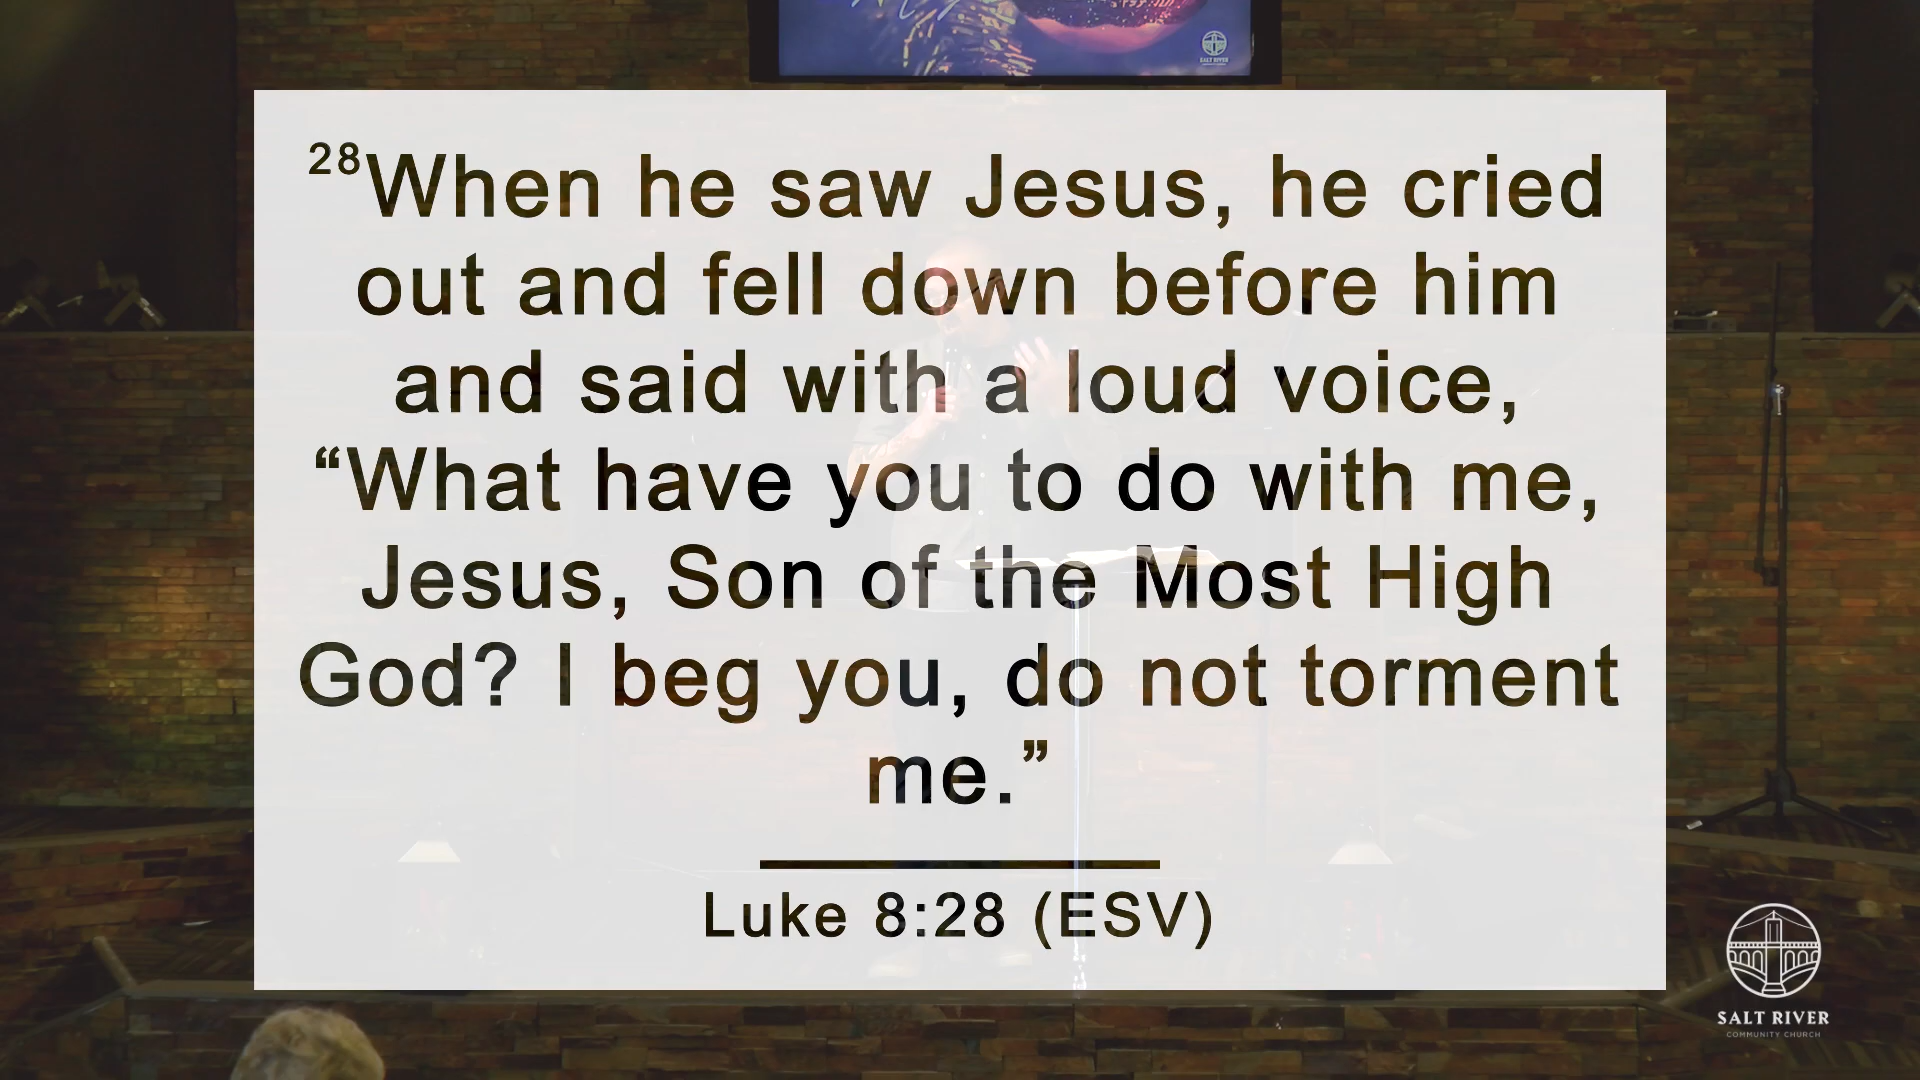 SALT RIVER
²⁸When he saw Jesus, he cried
out and fell down before him
and said with a loud voice,
“What have you to do with me,
Jesus, Son of the Most High
God? I beg you, do not torment
me.”
Luke 8:28 (ESV)
SALT RIVER
COMMUNITY CHURCH